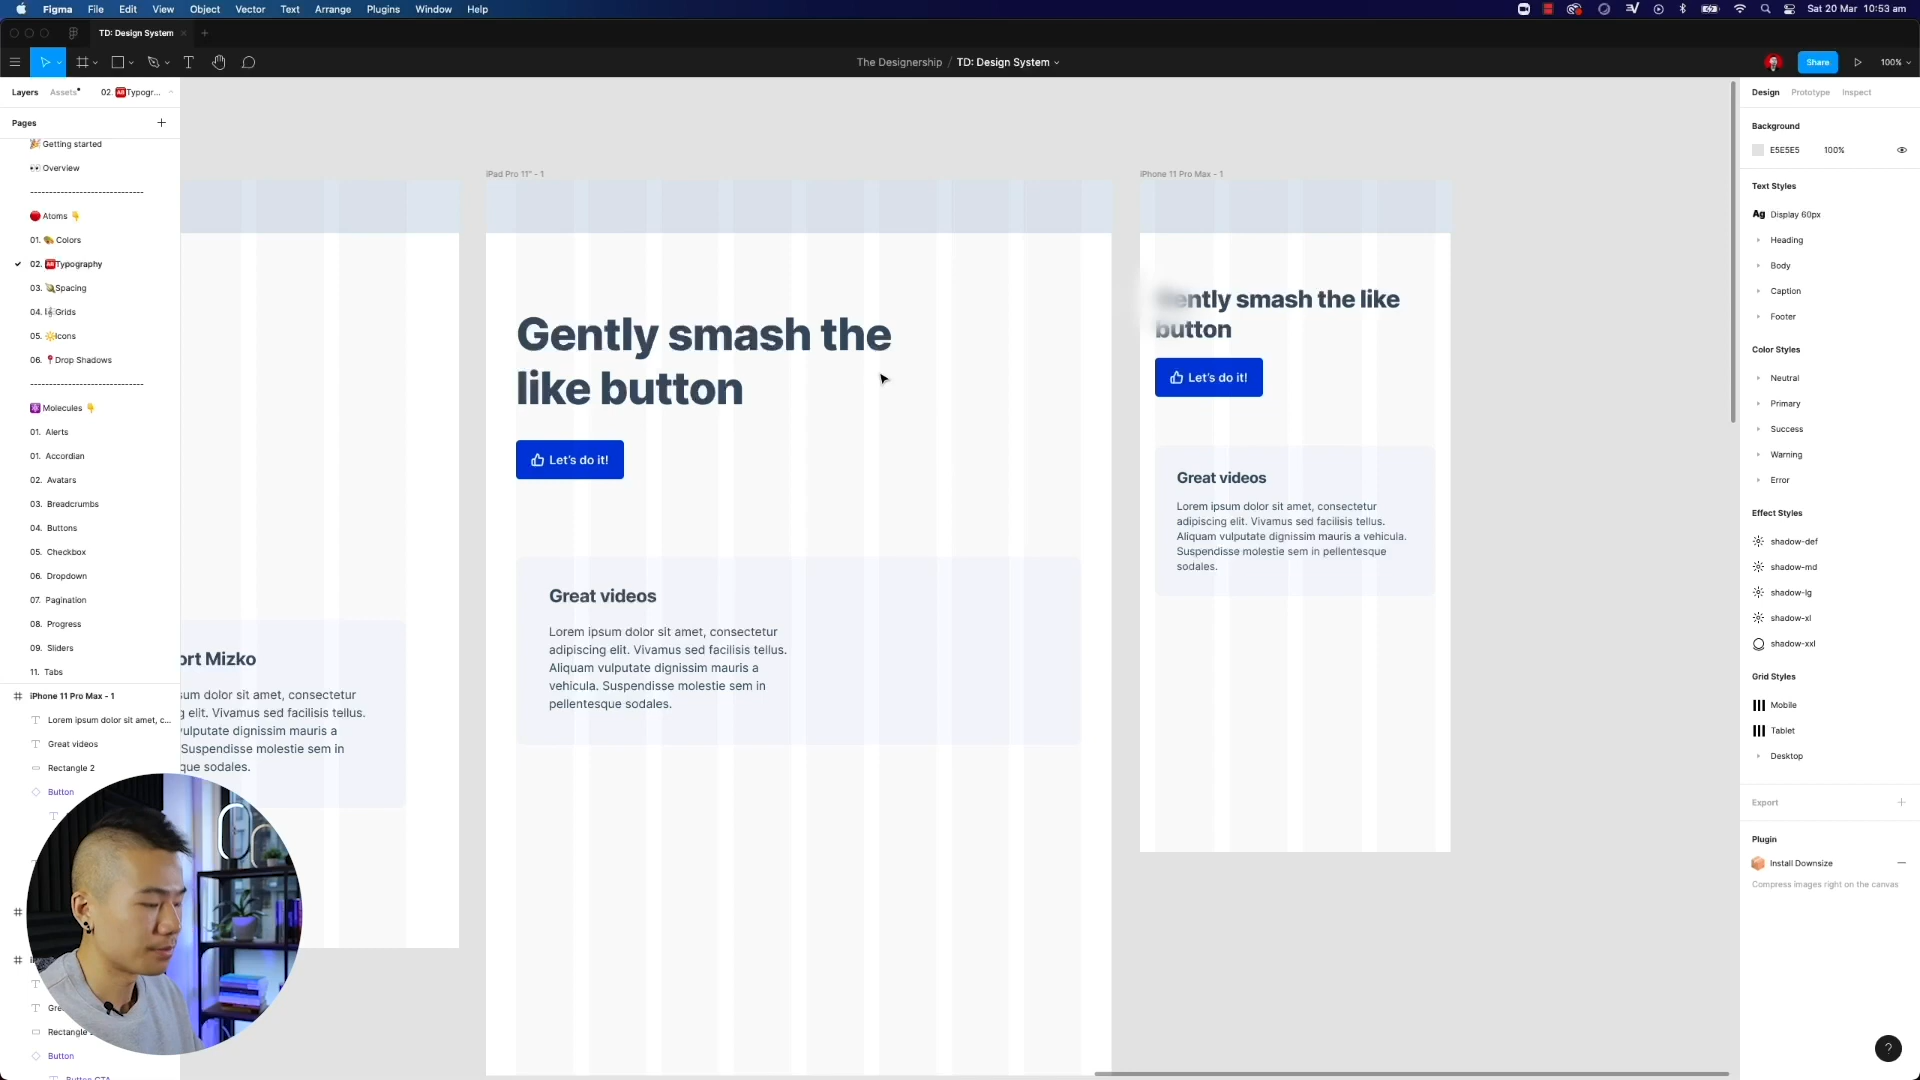 Figma File Edit View Object Vector Text Arrange Plugins Window Help
Sat 20 Mar 10:53 am
TD: Design System
The Designership / TD: Design System
Share
100%
Layers
Assets
02. Typogr...
Pages
Getting started
Overview
------------------------------
Atoms
01. Colors
02. Typography
03. Spacing
04. Grids
05. Icons
06. Drop Shadows
------------------------------
Molecules
01. Alerts
01. Accordian
02. Avatars
03. Breadcrumbs
04. Buttons
05. Checkbox
06. Dropdown
07. Pagination
08. Progress
09. Sliders
11. Tabs
iPhone 11 Pro Max - 1
Lorem ipsum dolor sit amet, c...
Great videos
Rectangle 2
Button
Rectangle
Button
Button CTA
ort Mizko
sum dolor sit amet, consectetur
g elit. Vivamus sed facilisis tellus.
vulputate dignissim mauris a
Suspendisse molestie sem in
que sodales.
iPad Pro 11" - 1
Gently smash the
like button
Let's do it!
Great videos
Lorem ipsum dolor sit amet, consectetur
adipiscing elit. Vivamus sed facilisis tellus.
Aliquam vulputate dignissim mauris a
vehicula. Suspendisse molestie sem in
pellentesque sodales.
iPhone 11 Pro Max - 1
Gently smash the like
button
Let's do it!
Great videos
Lorem ipsum dolor sit amet, consectetur
adipiscing elit. Vivamus sed facilisis tellus.
Aliquam vulputate dignissim mauris a vehicula.
Suspendisse molestie sem in pellentesque
sodales.
Design
Prototype
Inspect
Background
E5E5E5
100%
Text Styles
Ag Display 60px
Heading
Body
Caption
Footer
Color Styles
Neutral
Primary
Success
Warning
Error
Effect Styles
shadow-def
shadow-md
shadow-lg
shadow-xl
shadow-xxl
Grid Styles
Mobile
Tablet
Desktop
Export
Plugin
Install Downsize
Compress images right on the canvas
?